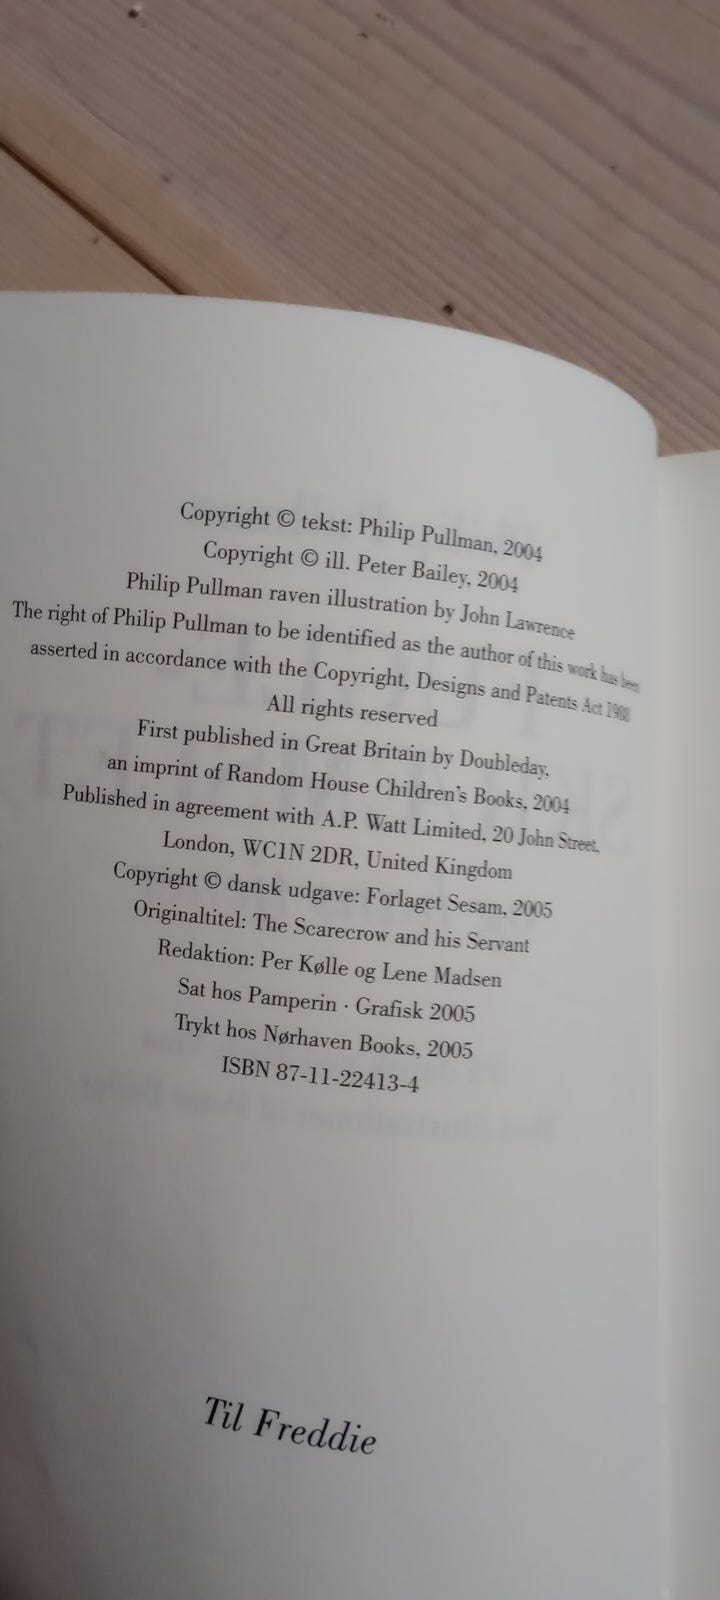 Copyright © tekst: Philip Pullman, 2004
Copyright © ill. Peter Bailey, 2004
Philip Pullman raven illustration by John Lawrence
The right of Philip Pullman to be identified as the author of this work has been
asserted in accordance with the Copyright, Designs and Patents Act 1988
All rights reserved
First published in Great Britain by Doubleday,
an imprint of Random House Children's Books, 2004
Published in agreement with A.P. Watt Limited, 20 John Street,
London, WC1N 2DR, United Kingdom
Copyright © dansk udgave: Forlaget Sesam, 2005
Originaltitel: The Scarecrow and his Servant
Redaktion: Per Kølle og Lene Madsen
Sat hos Pamperin · Grafisk 2005
Trykt hos Nørhaven Books, 2005
ISBN 87-11-22413-4
Til Freddie